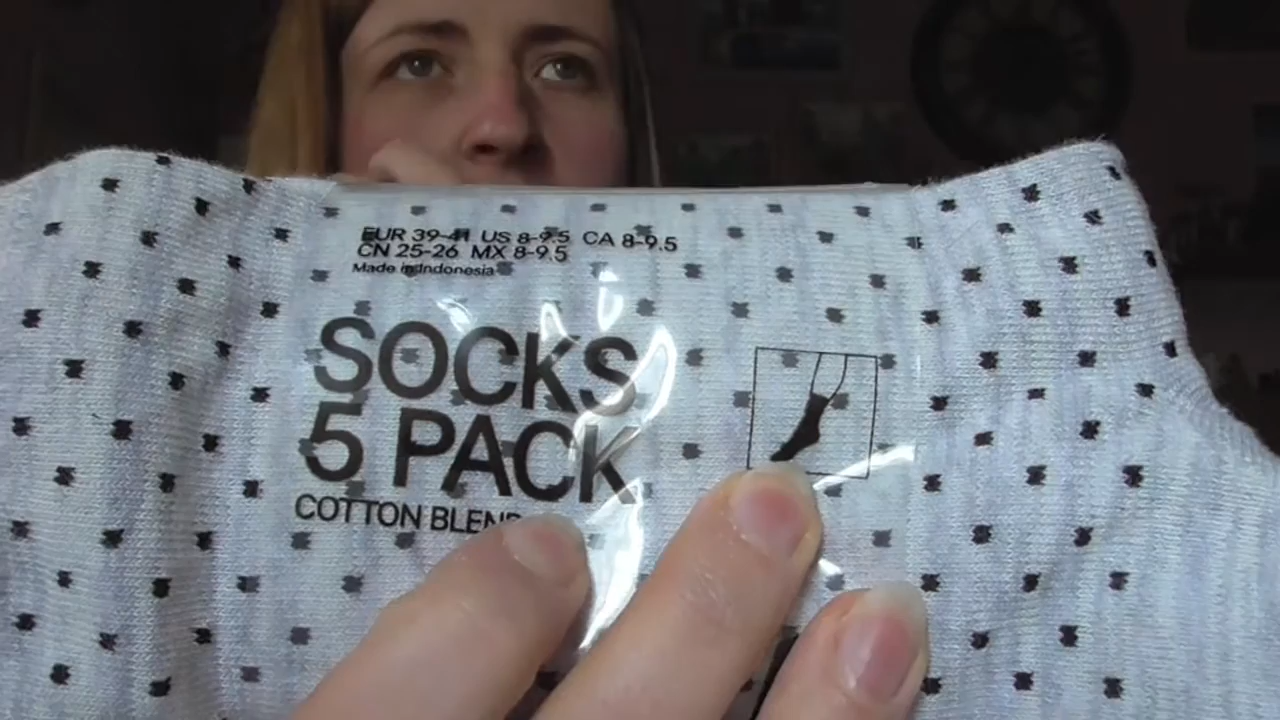 EUR 39-41 US 8-9.5 CA 8-9.5
CN 25-26 MX 8-9.5
Made in Indonesia
SOCKS
5 PACK
COTTON BLEND